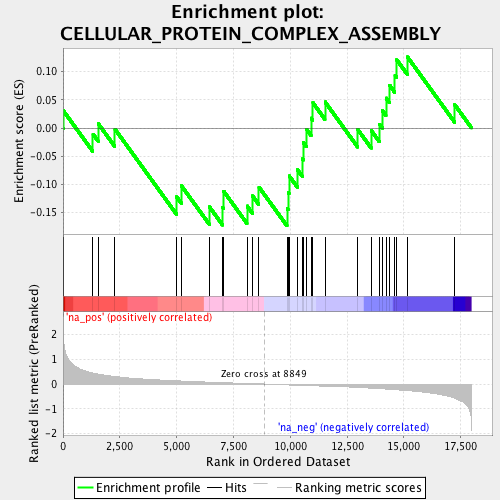 Enrichment plot:
CELLULAR_PROTEIN_COMPLEX_ASSEMBLY
Enrichment score (ES)
0.10
0.05
0.00
-0.05
-0.10
-0.15
'na_pos' (positively correlated)
Ranked list metric (PreRanked)
2
1
0
-1
-2
Zero cross at 8849
'na_neg' (negatively correlated)
0
2,500
5,000
7,500
10,000
12,500
15,000
17,500
Rank in Ordered Dataset
Enrichment profile
Hits
Ranking metric scores